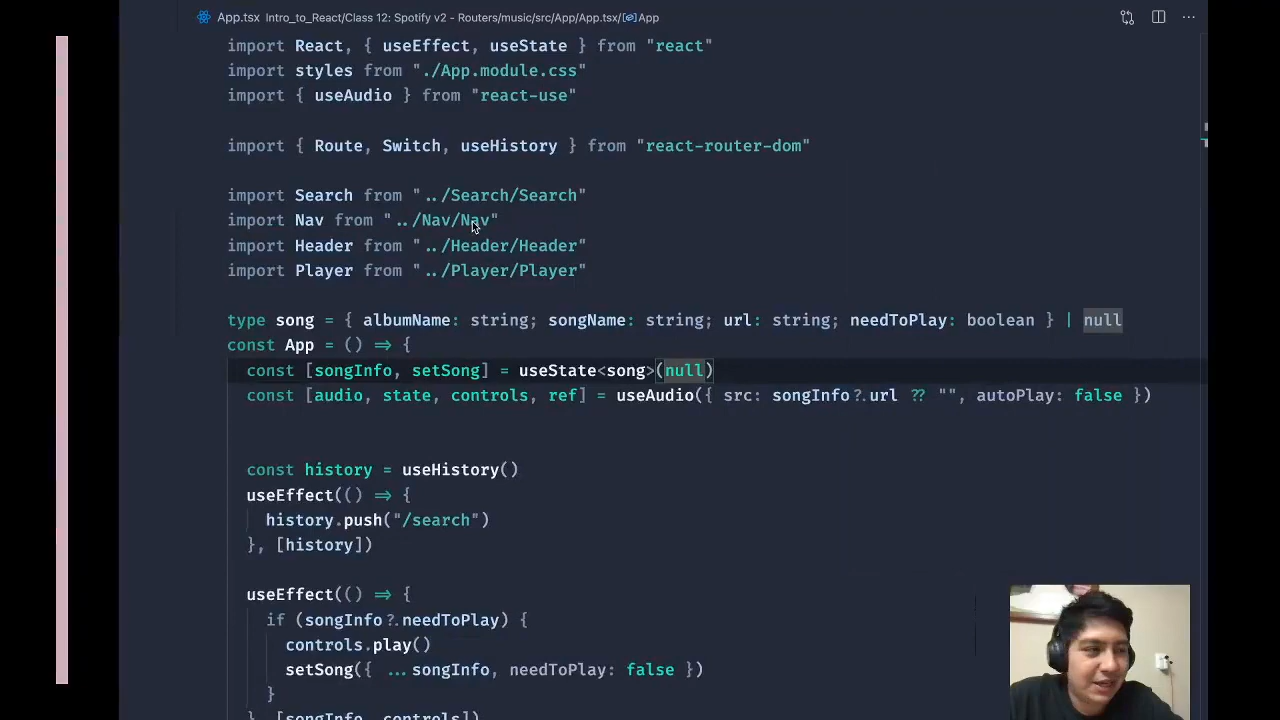 App.tsx Intro_to_React/Class 12: Spotify v2 - Routers/music/src/App/App.tsx/App
import React, { useEffect, useState } from "react"
import styles from "./App.module.css"
import { useAudio } from "react-use"
import { Route, Switch, useHistory } from "react-router-dom"
import Search from "../Search/Search"
import Nav from "../Nav/Nav"
import Header from "../Header/Header"
import Player from "../Player/Player"
type song = { albumName: string; songName: string; url: string; needToPlay: boolean } | null
const App = () => {
const [songInfo, setSong] = useState<song>(null)
const [audio, state, controls, ref] = useAudio({ src: songInfo?.url ?? "", autoPlay: false })
const history = useHistory()
useEffect(() => {
history.push("/search")
}, [history])
useEffect(() => {
if (songInfo?.needToPlay) {
controls.play()
setSong({ ...songInfo, needToPlay: false })
}
}, [songInfo, controls])